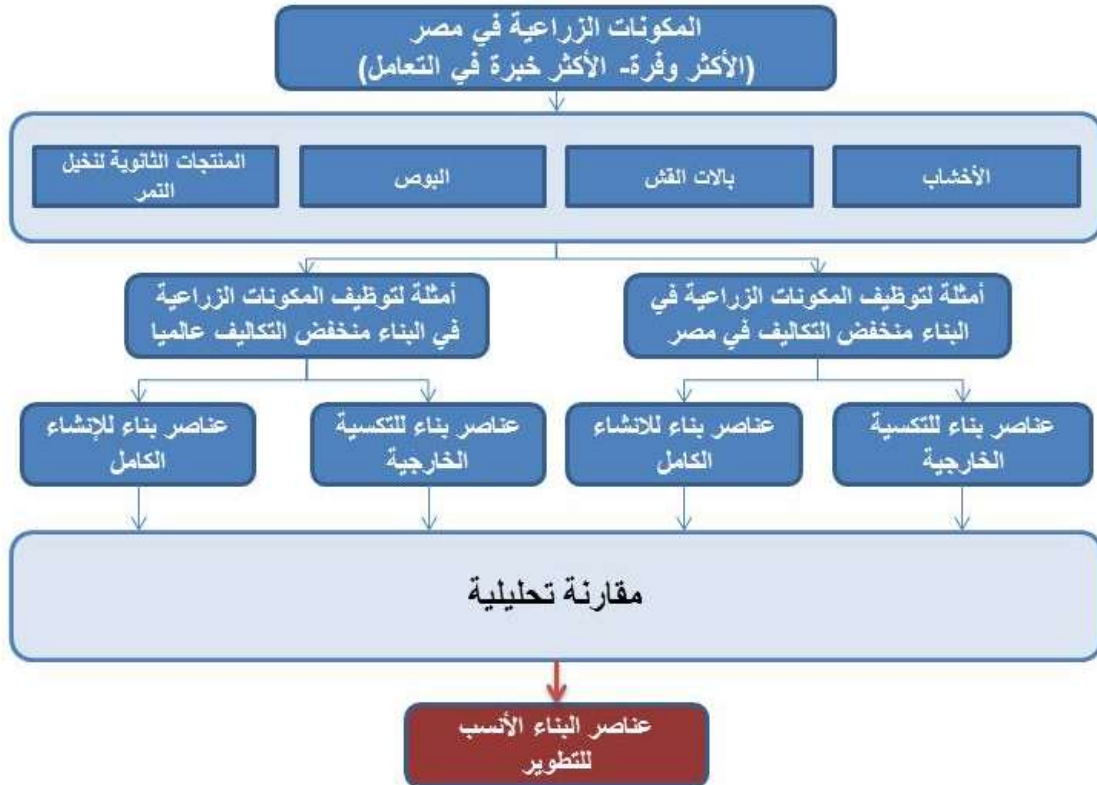 المكونات الزراعية في مصر
(الأكثر وفرة- الأكثر خبرة في التعامل)
الأخشاب
بالات القش
البوص
المنتجات الثانوية لنخيل
التمر
أمثلة لتوظيف المكونات الزراعية في
البناء منخفض التكاليف في مصر
أمثلة لتوظيف المكونات الزراعية
في البناء منخفض التكاليف عالميا
عناصر بناء للتكسية
الخارجية
عناصر بناء للانشاء
الكامل
عناصر بناء للتكسية
الخارجية
عناصر بناء للإنشاء
الكامل
مقارنة تحليلية
عناصر البناء الأنسب
للتطوير